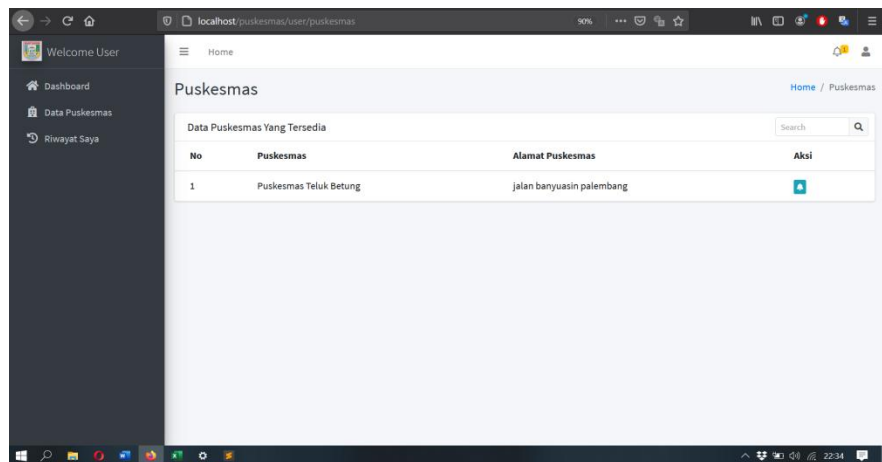 localhost/puskesmas/user/puskesmas 90%
Welcome User
Home
Dashboard
Data Puskesmas
Riwayat Saya
Puskesmas
Home / Puskesmas
Data Puskesmas Yang Tersedia
Search
No Puskesmas Alamat Puskesmas Aksi
1 Puskesmas Teluk Betung jalan banyuasin palembang
22:34